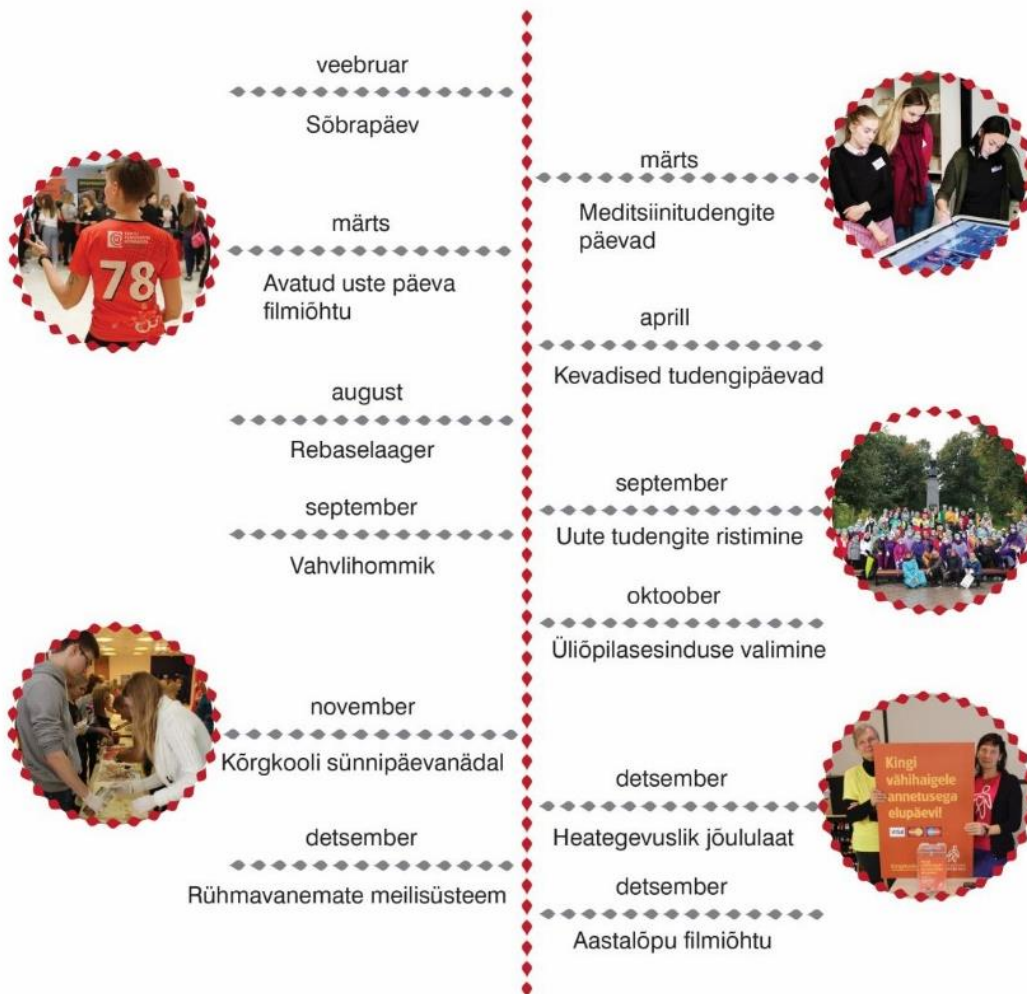 veebruar
Sõbrapäev
märts
Meditsiinitudengite
päevad
märts
Avatud uste päeva
filmiõhtu
78
aprill
Kevadised tudengipäevad
august
Rebaselaager
september
Uute tudengite ristimine
september
Vahvlihommik
oktoober
Üliõpilasesinduse valimine
november
Kõrgkooli sünnipäevanädal
detsember
Heategevuslik jõululaat
Kingi
vähihaigele
annetusega
elupäevi!
VISA
detsember
Rühmavanemate meilisüsteem
detsember
Aastalõpu filmiõhtu